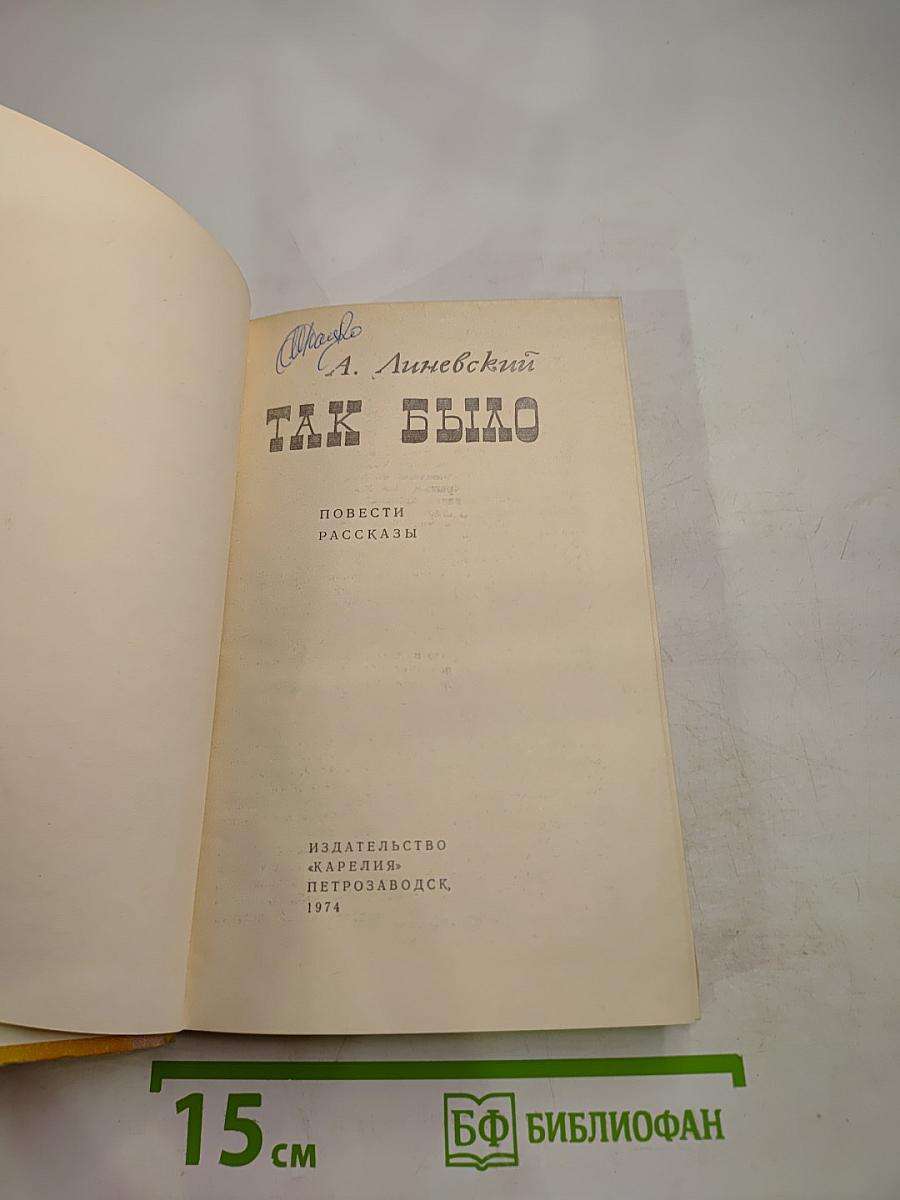 А. Линевский
ТАК БЫЛО
ПОВЕСТИ
РАССКАЗЫ
ИЗДАТЕЛЬСТВО
«КАРЕЛИЯ»
ПЕТРОЗАВОДСК,
1974
15 см
БФ БИБЛИОФАН